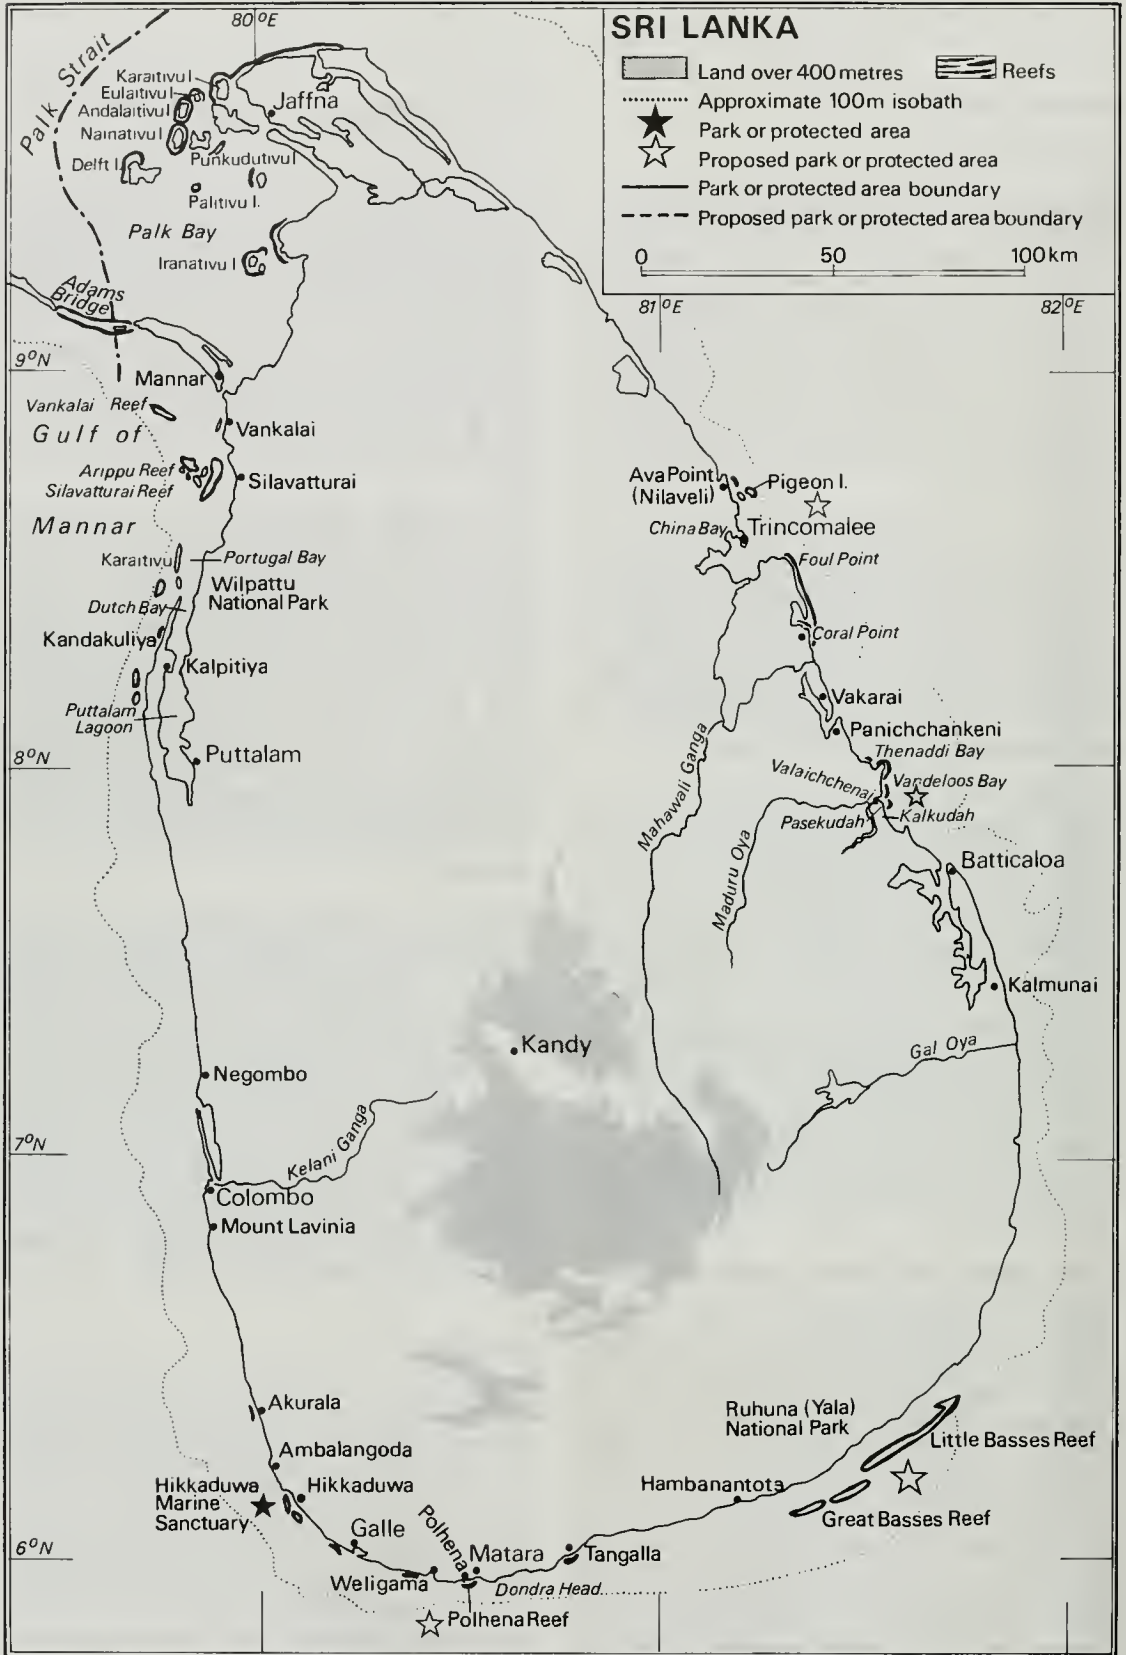 SRI LANKA
Land over 400 metres
Reefs
Approximate 100m isobath
Park or protected area
Proposed park or protected area
Park or protected area boundary
Proposed park or protected area boundary
0 50 100km
80°E
81°E
82°E
Palk Strait
Karaitivu I
Eulaitivu I
Andalaitivu I
Nainativu I
Jaffna
Delft I.
Punkudutivu I
Palitivu I.
Palk Bay
Iranativu I
Adams
Bridge
9°N
Mannar
Vankalai Reef
Vankalai
Gulf of
Arippu Reef
Silavatturai Reef
Silavatturai
Mannar
Ava Point
(Nilaveli)
Pigeon I.
China Bay
Trincomalee
Foul Point
Karaitivu
Portugal Bay
Wilpattu
National Park
Dutch Bay
Kandakuliya
Kalpitiya
Coral Point
Vakarai
Puttalam
Lagoon
Panichchankeni
Thenaddi Bay
8°N
Puttalam
Mahawali Ganga
Valaichchenai
Vandeloos Bay
Pasekudah
Kalkudah
Maduru Oya
Batticaloa
Kalmunai
Kandy
Gal Oya
Negombo
Kelani Ganga
7°N
Colombo
Mount Lavinia
Akurala
Ruhuna (Yala)
National Park
Little Basses Reef
Ambalangoda
Hikkaduwa
Marine
Sanctuary
Hikkaduwa
Hambanantota
Great Basses Reef
Galle
Polhena
Matara
Tangalla
6°N
Weligama
Dondra Head
Polhena Reef